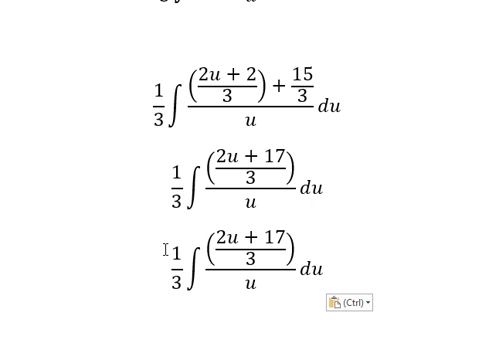 1/3 ∫ ((2u + 2)/3) + 15/3 / u du
1/3 ∫ ((2u + 17)/3) / u du
1/3 ∫ ((2u + 17)/3) / u du
(Ctrl)